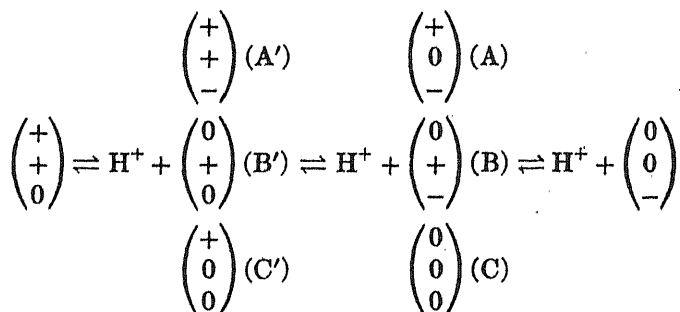 (+ + −) (A′) (+ 0 −) (A)
(+ + 0) ⇌ H⁺ + (0 + 0) (B′) ⇌ H⁺ + (0 + −) (B) ⇌ H⁺ + (0 0 −)
(+ 0 0) (C′) (0 0 0) (C)